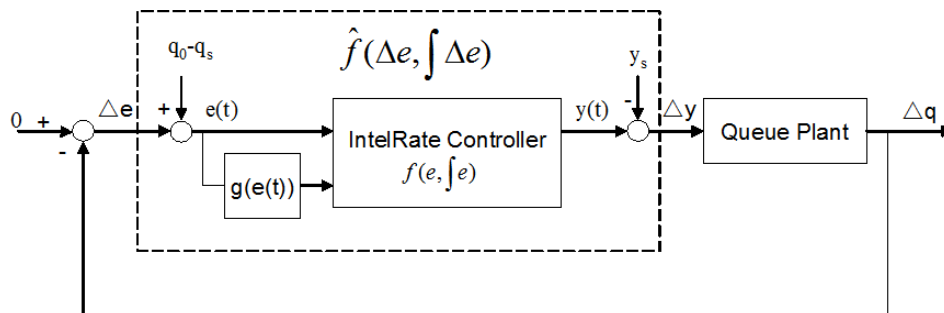 q₀-qₛ
f̂(Δe,∫Δe)
yₛ
0 +
△e
+
e(t)
y(t)
-
△y
△q
-
IntelRate Controller
f(e,∫e)
Queue Plant
g(e(t))